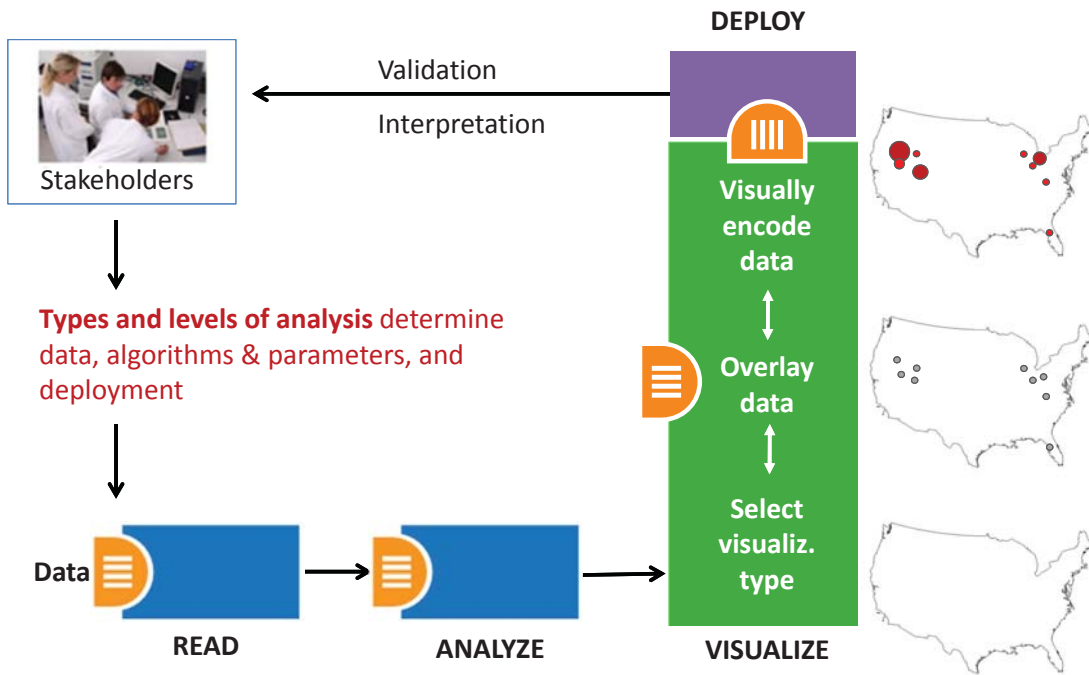 DEPLOY
Validation
Interpretation
Stakeholders
Types and levels of analysis determine
data, algorithms & parameters, and
deployment
Visually
encode
data
Overlay
data
Select
visualiz.
type
Data
READ
ANALYZE
VISUALIZE